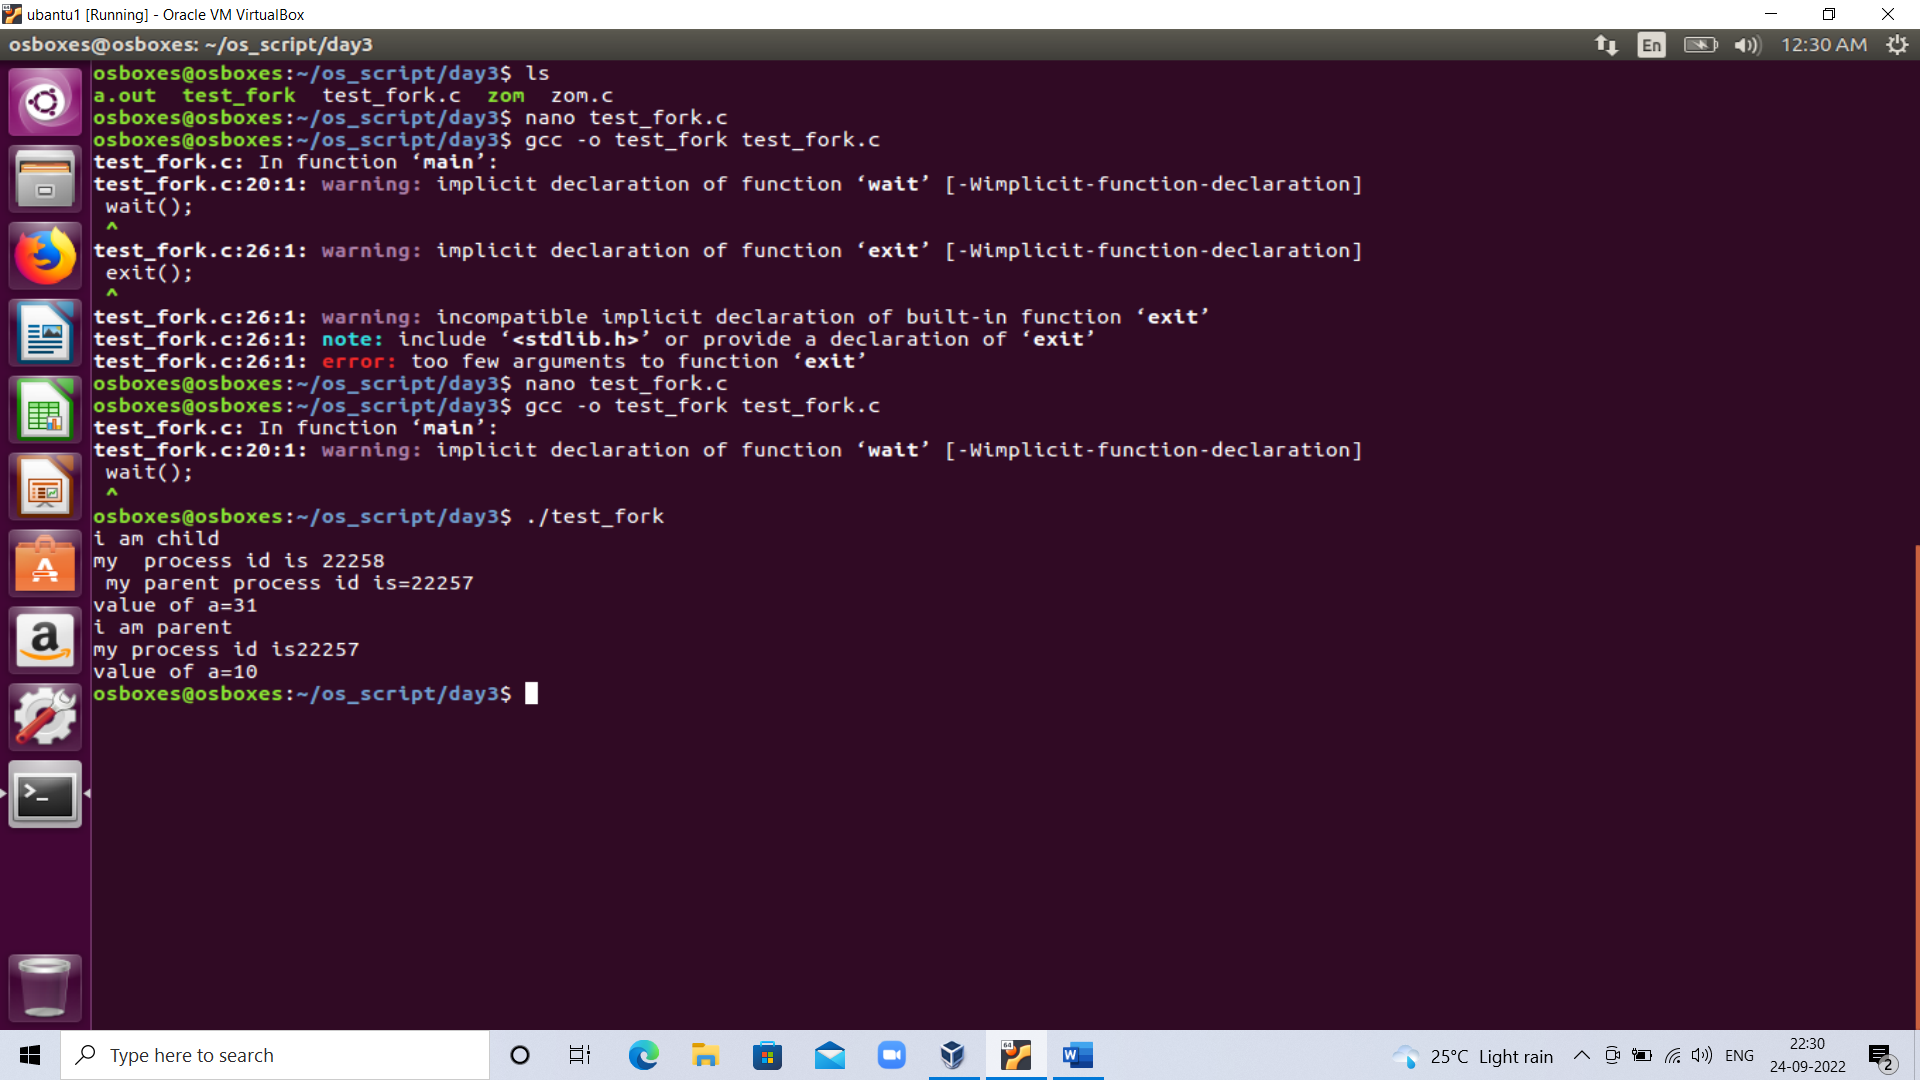 ubantu1 [Running] - Oracle VM VirtualBox
osboxes@osboxes: ~/os_script/day3
En
12:30 AM
osboxes@osboxes:~/os_script/day3$ ls
a.out  test_fork  test_fork.c  zom  zom.c
osboxes@osboxes:~/os_script/day3$ nano test_fork.c
osboxes@osboxes:~/os_script/day3$ gcc -o test_fork test_fork.c
test_fork.c: In function ‘main’:
test_fork.c:20:1: warning: implicit declaration of function ‘wait’ [-Wimplicit-function-declaration]
 wait();
 ^
test_fork.c:26:1: warning: implicit declaration of function ‘exit’ [-Wimplicit-function-declaration]
 exit();
 ^
test_fork.c:26:1: warning: incompatible implicit declaration of built-in function ‘exit’
test_fork.c:26:1: note: include ‘<stdlib.h>’ or provide a declaration of ‘exit’
test_fork.c:26:1: error: too few arguments to function ‘exit’
osboxes@osboxes:~/os_script/day3$ nano test_fork.c
osboxes@osboxes:~/os_script/day3$ gcc -o test_fork test_fork.c
test_fork.c: In function ‘main’:
test_fork.c:20:1: warning: implicit declaration of function ‘wait’ [-Wimplicit-function-declaration]
 wait();
 ^
osboxes@osboxes:~/os_script/day3$ ./test_fork
i am child
my  process id is 22258
 my parent process id is=22257
value of a=31
i am parent
my process id is22257
value of a=10
osboxes@osboxes:~/os_script/day3$
Type here to search
25°C Light rain
ENG
22:30
24-09-2022
2